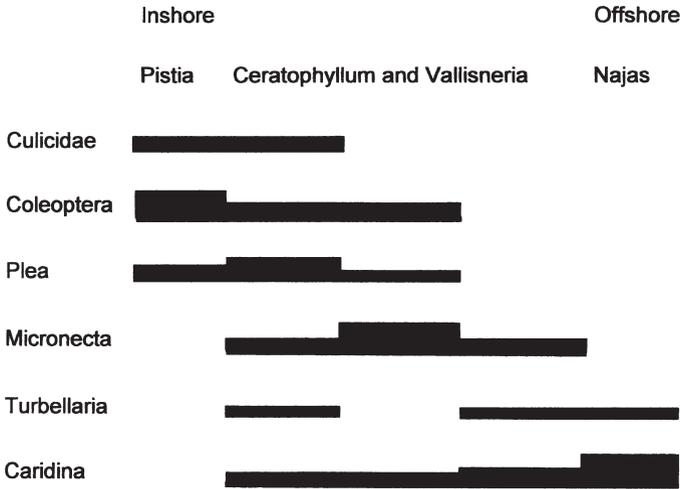 Inshore Offshore
Pistia Ceratophyllum and Vallisneria Najas
Culicidae
Coleoptera
Plea
Micronecta
Turbellaria
Caridina